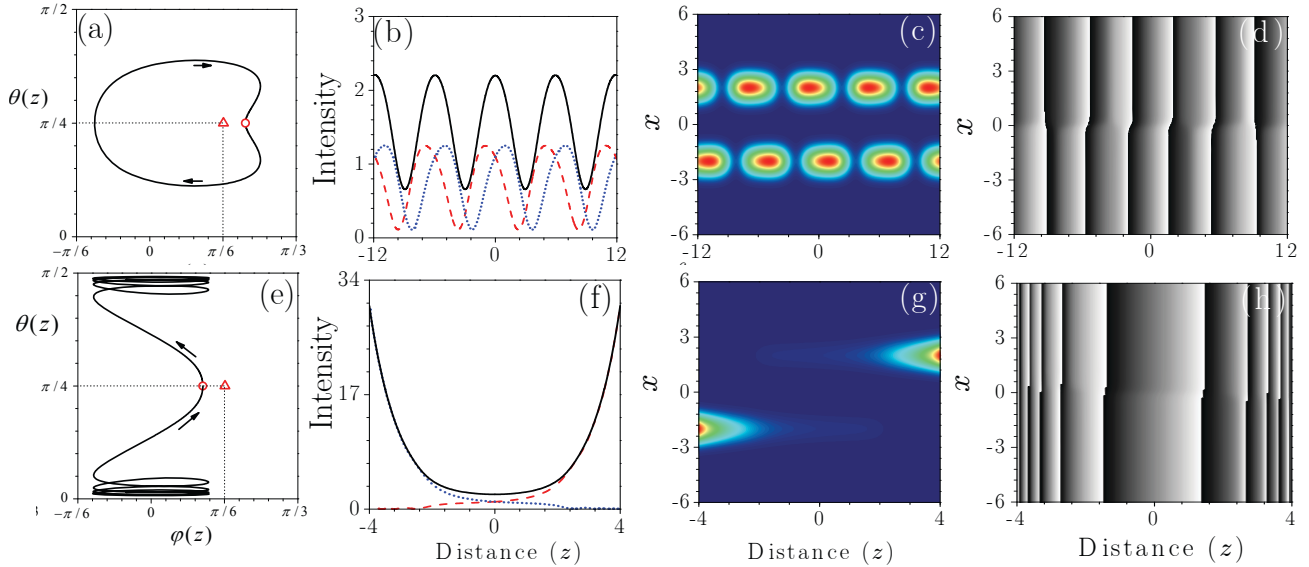 (a)
π/2
θ(z)
π/4
0
−π/6
0
π/6
π/3
(b)
Intensity
3
2
1
0
-12
-6
0
6
12
(c)
x
6
3
0
-3
-6
-12
0
12
(d)
x
6
3
0
-3
-6
-12
0
12
(e)
π/2
θ(z)
π/4
0
−π/6
0
π/6
π/3
φ(z)
(f)
Intensity
34
17
0
-4
0
4
Distance (z)
(g)
x
6
3
0
-3
-6
-4
0
4
Distance (z)
(h)
x
6
3
0
-3
-6
-4
0
4
Distance (z)